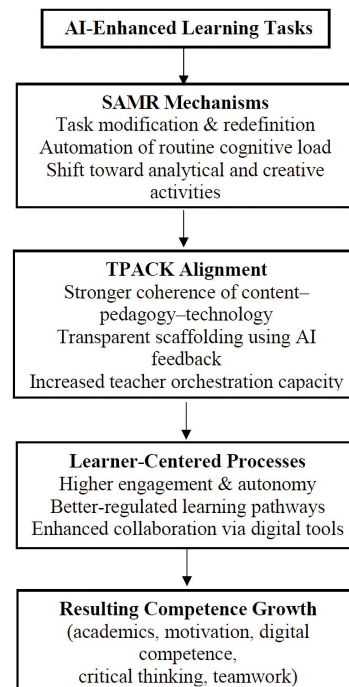 AI-Enhanced Learning Tasks
SAMR Mechanisms
Task modification & redefinition
Automation of routine cognitive load
Shift toward analytical and creative
activities
TPACK Alignment
Stronger coherence of content–
pedagogy–technology
Transparent scaffolding using AI
feedback
Increased teacher orchestration capacity
Learner-Centered Processes
Higher engagement & autonomy
Better-regulated learning pathways
Enhanced collaboration via digital tools
Resulting Competence Growth
(academics, motivation, digital
competence,
critical thinking, teamwork)